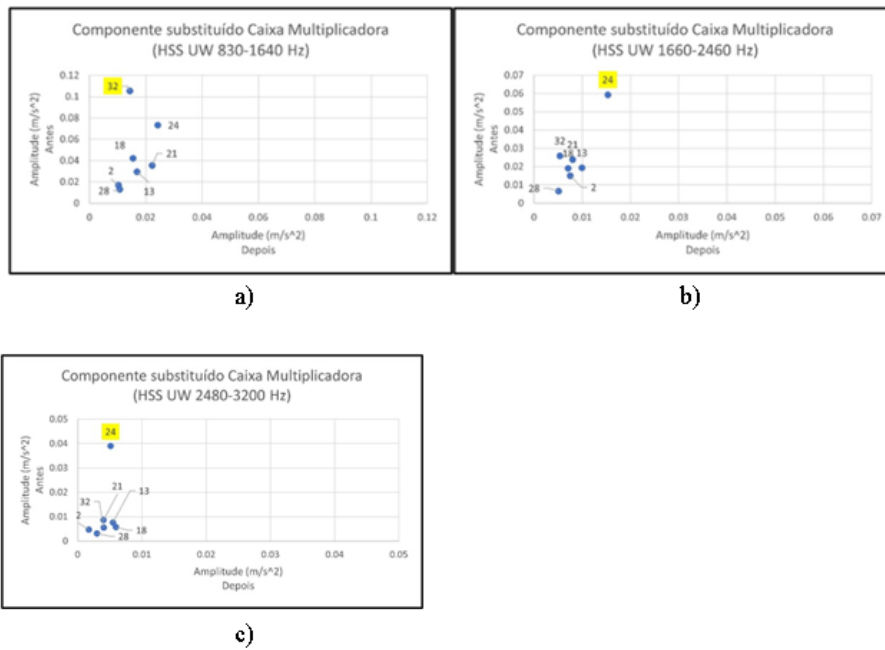 Componente substituído Caixa Multiplicadora
(HSS UW 830-1640 Hz)
Amplitude (m/s^2)
Antes
0.12
0.1
0.08
0.06
0.04
0.02
0
32
24
18
21
2
28
13
0 0.02 0.04 0.06 0.08 0.1 0.12
Amplitude (m/s^2)
Depois
a)
Componente substituído Caixa Multiplicadora
(HSS UW 1660-2460 Hz)
Amplitude (m/s^2)
Antes
0.07
0.06
0.05
0.04
0.03
0.02
0.01
0
24
32 21
18 13
28 2
0 0.01 0.02 0.03 0.04 0.05 0.06 0.07
Amplitude (m/s^2)
Depois
b)
Componente substituído Caixa Multiplicadora
(HSS UW 2480-3200 Hz)
Amplitude (m/s^2)
Antes
0.05
0.04
0.03
0.02
0.01
0
24
21 13
32
2
18
28
0 0.01 0.02 0.03 0.04 0.05
Amplitude (m/s^2)
Depois
c)